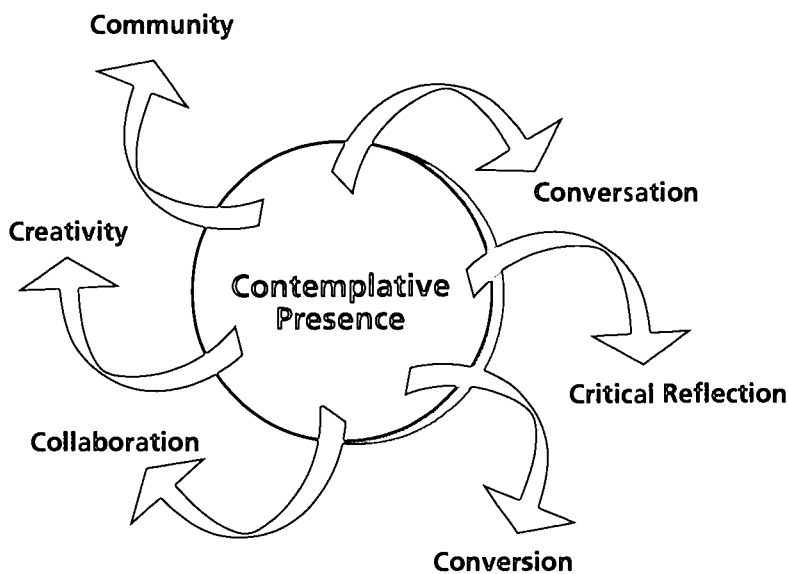 Community
Conversation
Creativity
Contemplative
Presence
Critical Reflection
Collaboration
Conversion